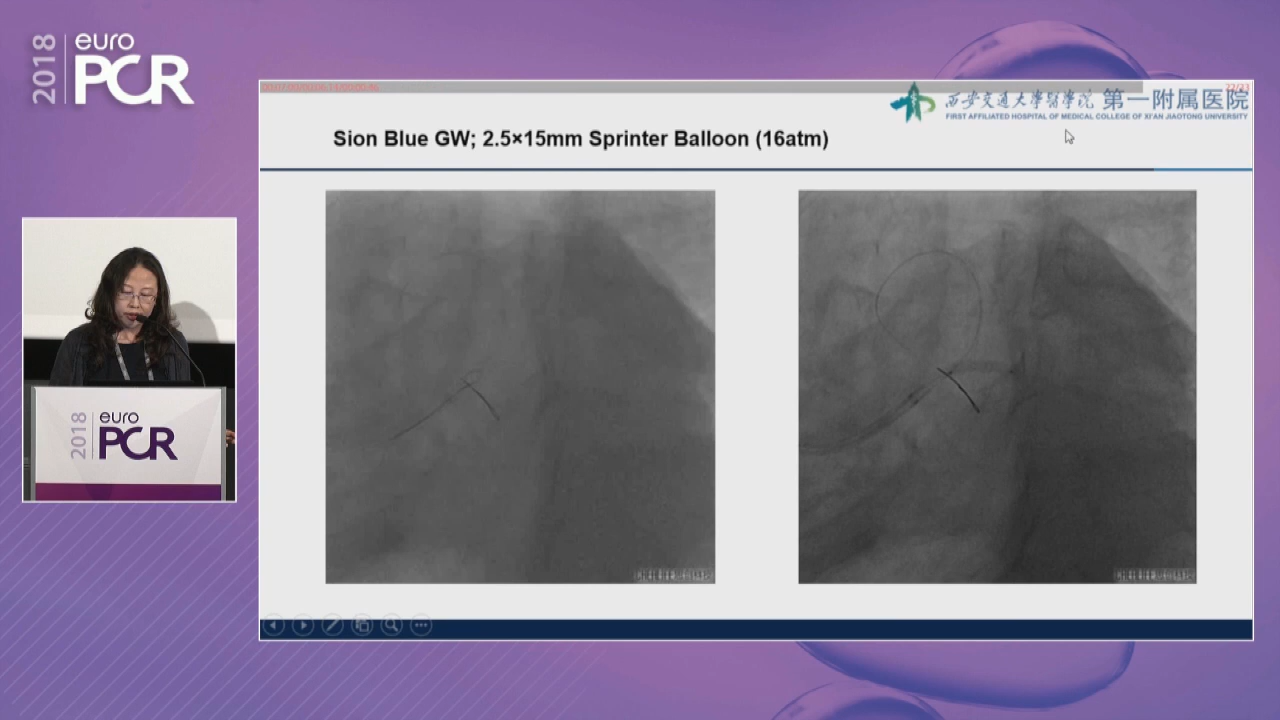 2018
euro
PCR
西安交通大学醫学院 第一附属医院
FIRST AFFILIATED HOSPITAL OF MEDICAL COLLEGE OF XI'AN JIAOTONG UNIVERSITY
Sion Blue GW; 2.5×15mm Sprinter Balloon (16atm)
2018
euro
PCR